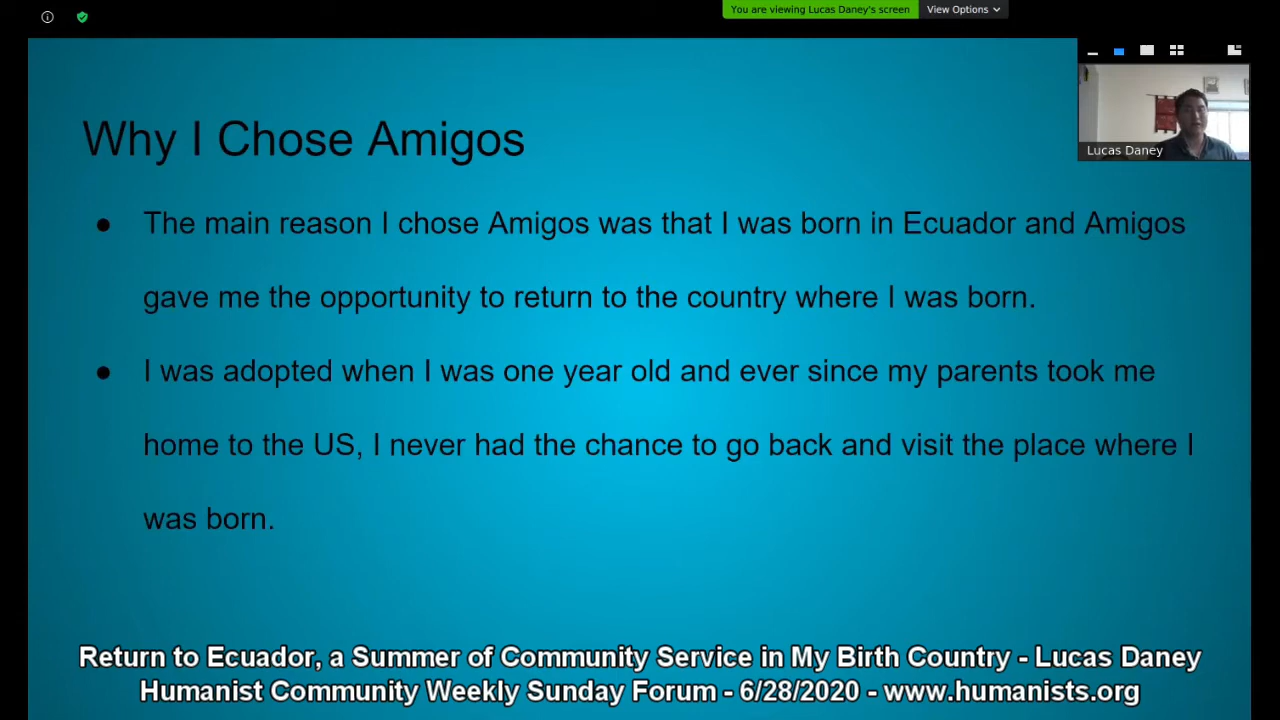 You are viewing Lucas Daney's screen
View Options
Lucas Daney
Why I Chose Amigos
● The main reason I chose Amigos was that I was born in Ecuador and Amigos
gave me the opportunity to return to the country where I was born.
● I was adopted when I was one year old and ever since my parents took me
home to the US, I never had the chance to go back and visit the place where I
was born.
Return to Ecuador, a Summer of Community Service in My Birth Country - Lucas Daney
Humanist Community Weekly Sunday Forum - 6/28/2020 - www.humanists.org